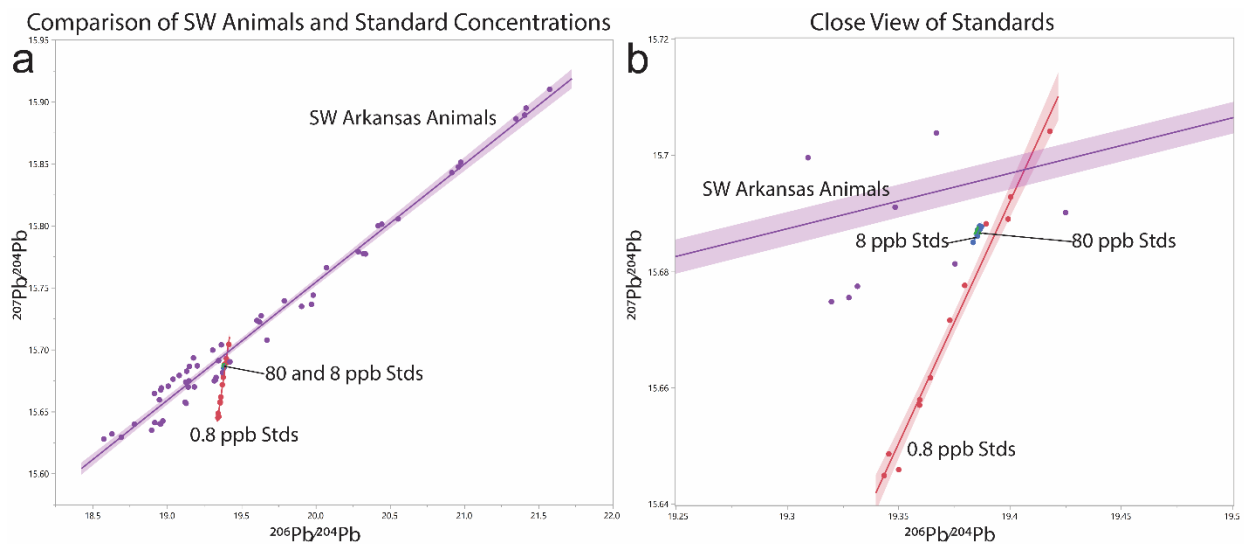 Comparison of SW Animals and Standard Concentrations
a
15.95
15.90
15.85
15.80
15.75
15.70
15.65
15.60
²⁰⁷Pb/²⁰⁴Pb
SW Arkansas Animals
80 and 8 ppb Stds
0.8 ppb Stds
18.5 19.0 19.5 20.0 20.5 21.0 21.5 22.0
²⁰⁶Pb/²⁰⁴Pb
Close View of Standards
b
15.72
15.7
15.68
15.66
15.64
²⁰⁷Pb/²⁰⁴Pb
SW Arkansas Animals
8 ppb Stds
80 ppb Stds
0.8 ppb Stds
19.25 19.3 19.35 19.4 19.45 19.5
²⁰⁶Pb/²⁰⁴Pb